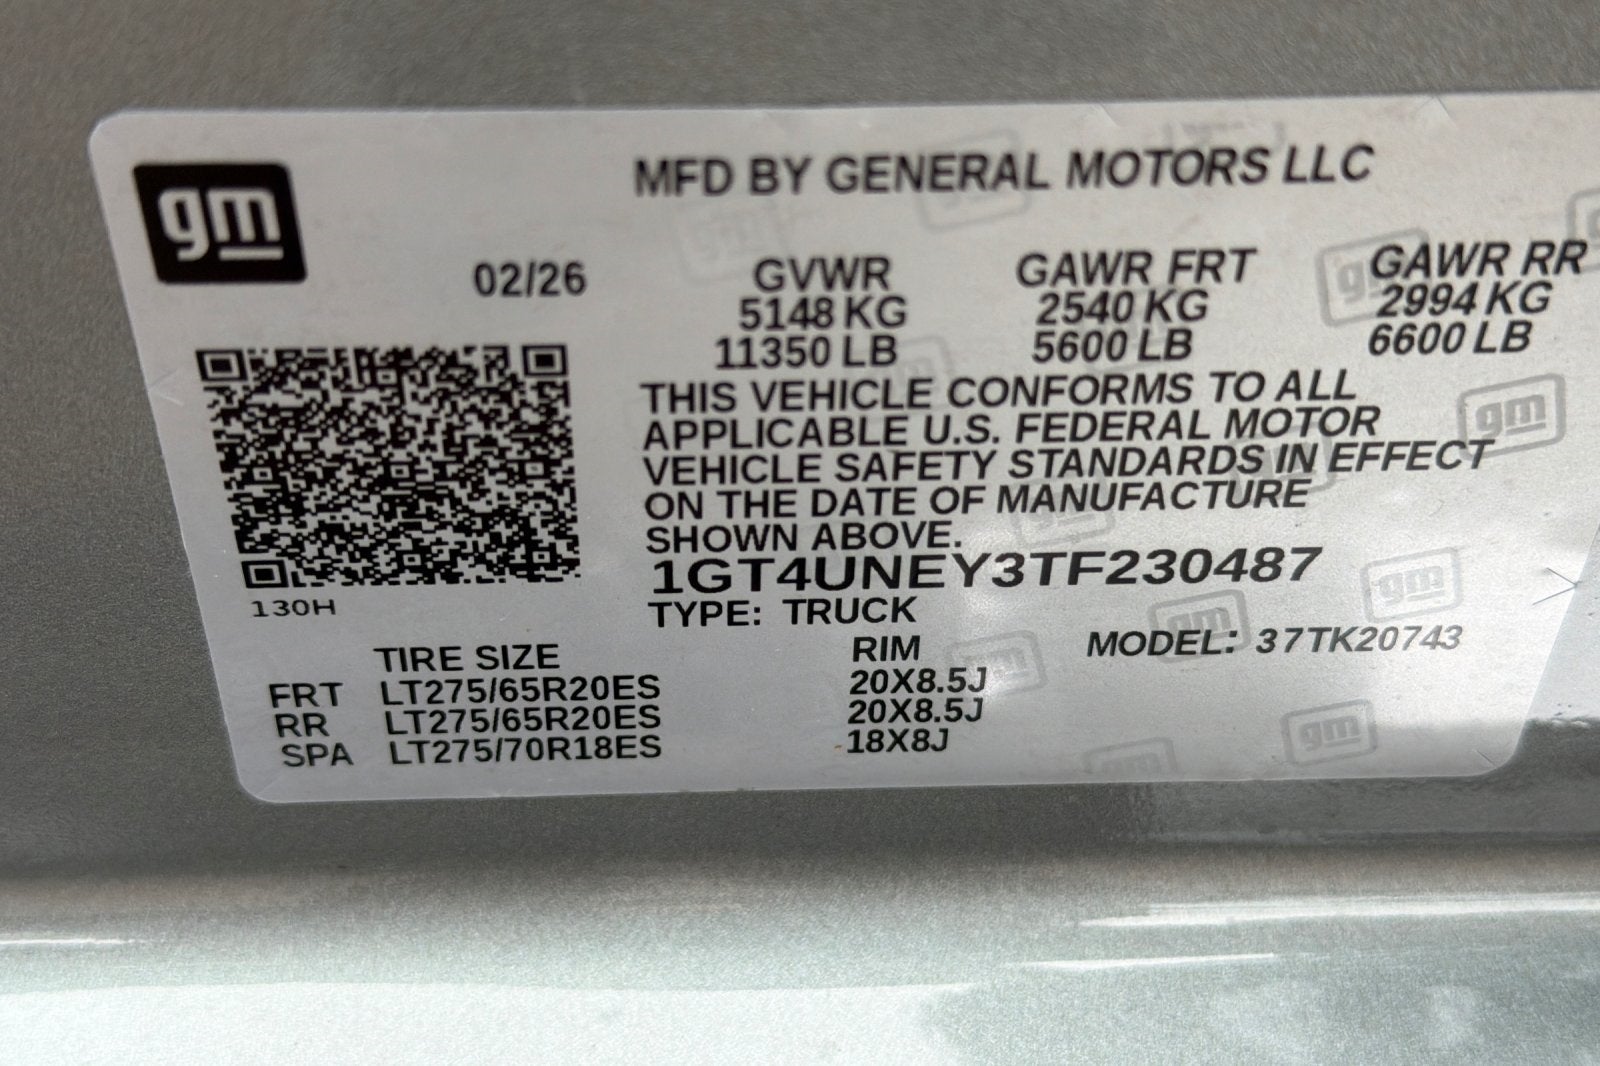 gm
MFD BY GENERAL MOTORS LLC
02/26
GVWR GAWR FRT GAWR RR
5148 KG 2540 KG 2994 KG
11350 LB 5600 LB 6600 LB
THIS VEHICLE CONFORMS TO ALL
APPLICABLE U.S. FEDERAL MOTOR
VEHICLE SAFETY STANDARDS IN EFFECT
ON THE DATE OF MANUFACTURE
SHOWN ABOVE.
1GT4UNEY3TF230487
130H
TYPE: TRUCK
MODEL: 37TK20743
TIRE SIZE RIM
FRT LT275/65R20ES 20X8.5J
RR LT275/65R20ES 20X8.5J
SPA LT275/70R18ES 18X8J